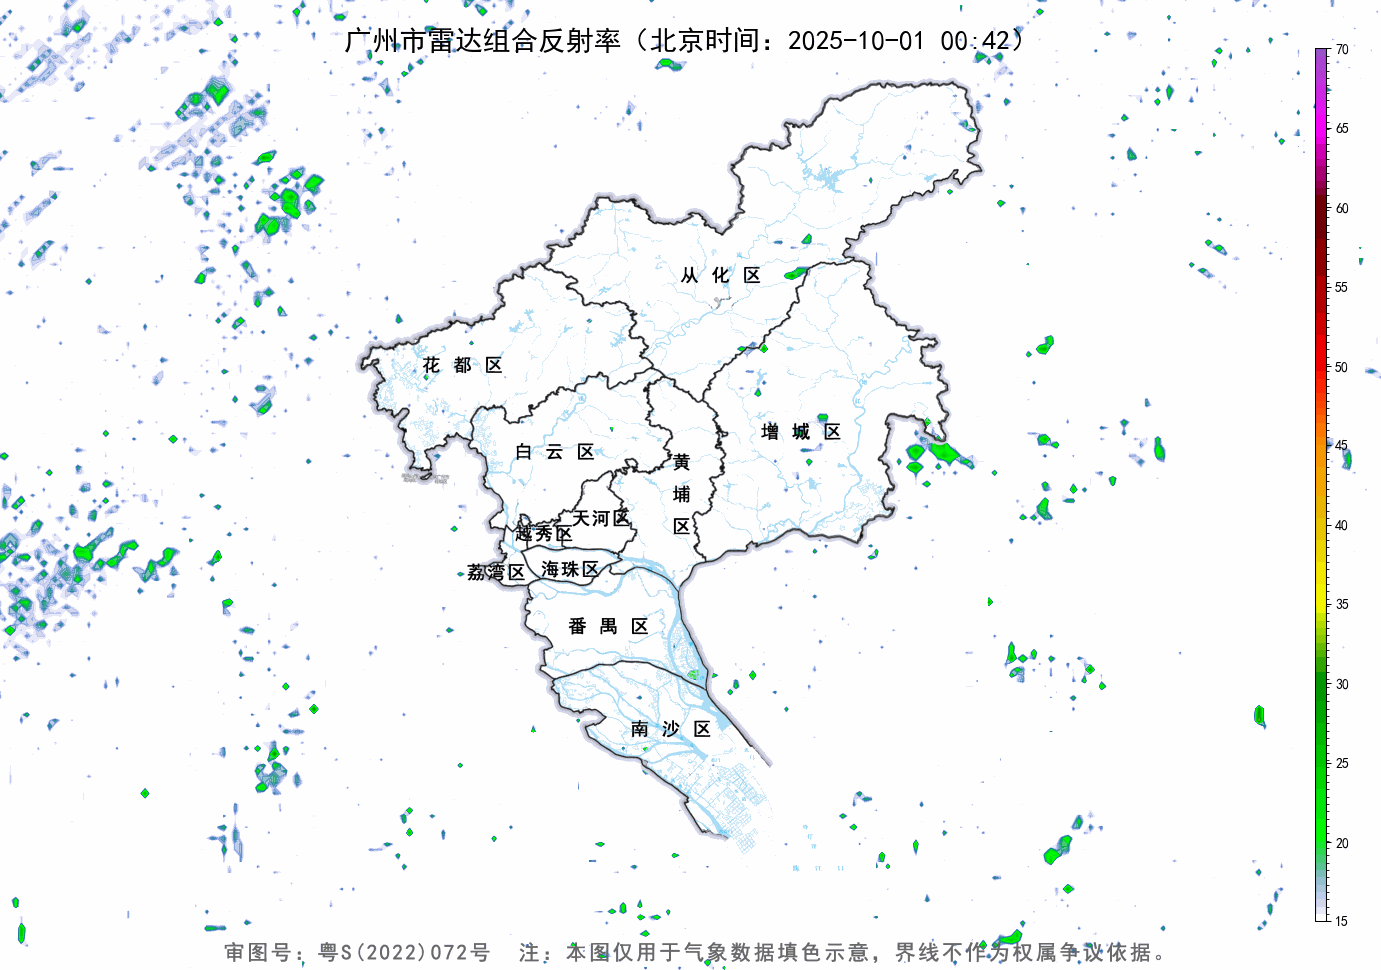 广州市雷达组合反射率（北京时间：2025-10-01 00:42）
70
65
60
55
50
45
40
35
30
25
20
15
从化区
花都区
增城区
白云区
黄埔区
天河区
越秀区
海珠区
荔湾区
番禺区
南沙区
审图号：粤S(2022)072号 注：本图仅用于气象数据填色示意，界线不作为权属争议依据。